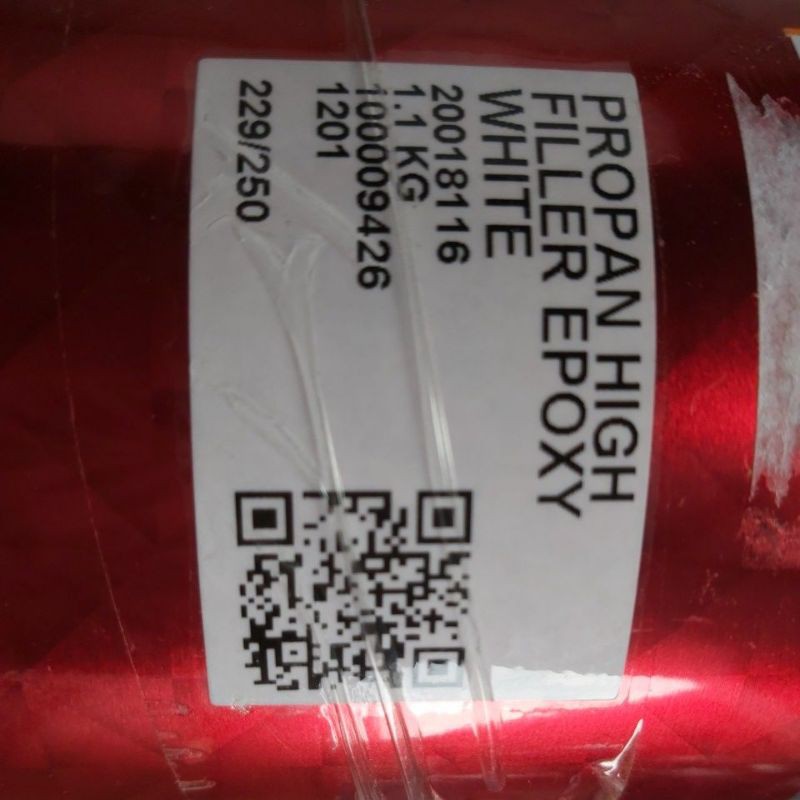 PROPAN HIGH
FILLER EPOXY
WHITE
20018116
1.1 KG
100009426
1201
229/250